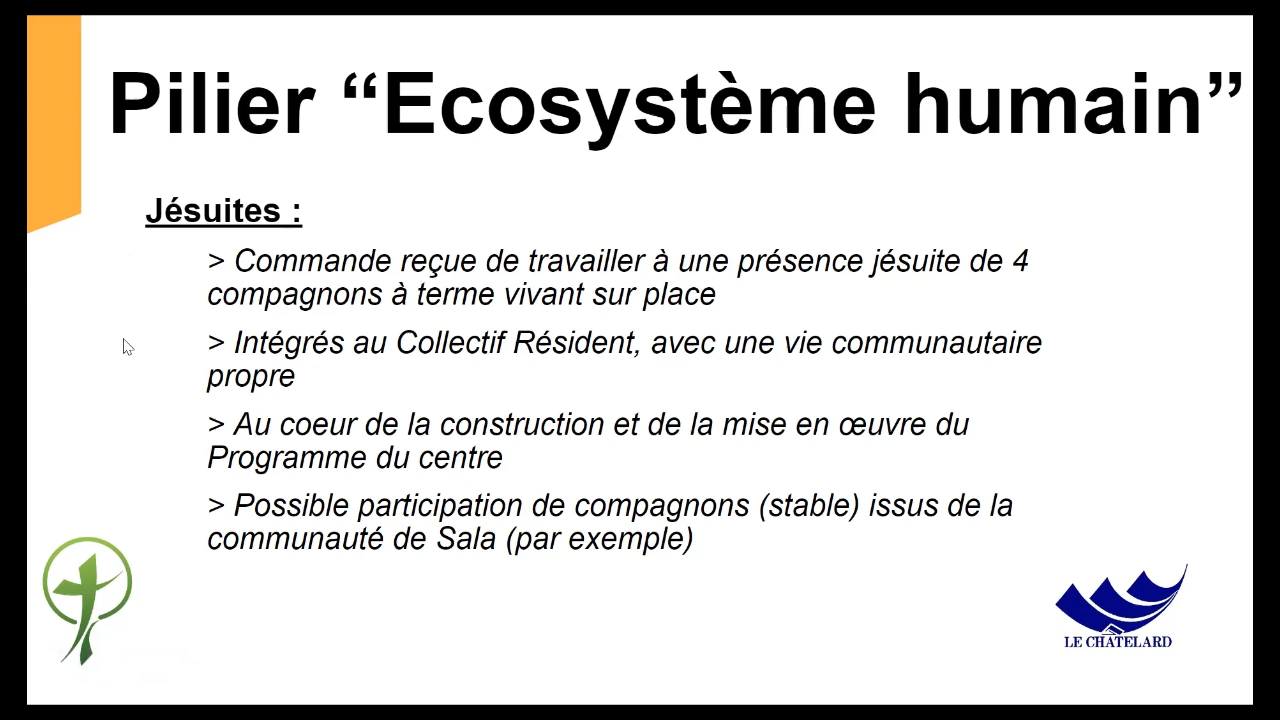 Pilier “Ecosystème humain”
Jésuites :
> Commande reçue de travailler à une présence jésuite de 4
compagnons à terme vivant sur place
> Intégrés au Collectif Résident, avec une vie communautaire
propre
> Au coeur de la construction et de la mise en œuvre du
Programme du centre
> Possible participation de compagnons (stable) issus de la
communauté de Sala (par exemple)
LE CHÂTELARD